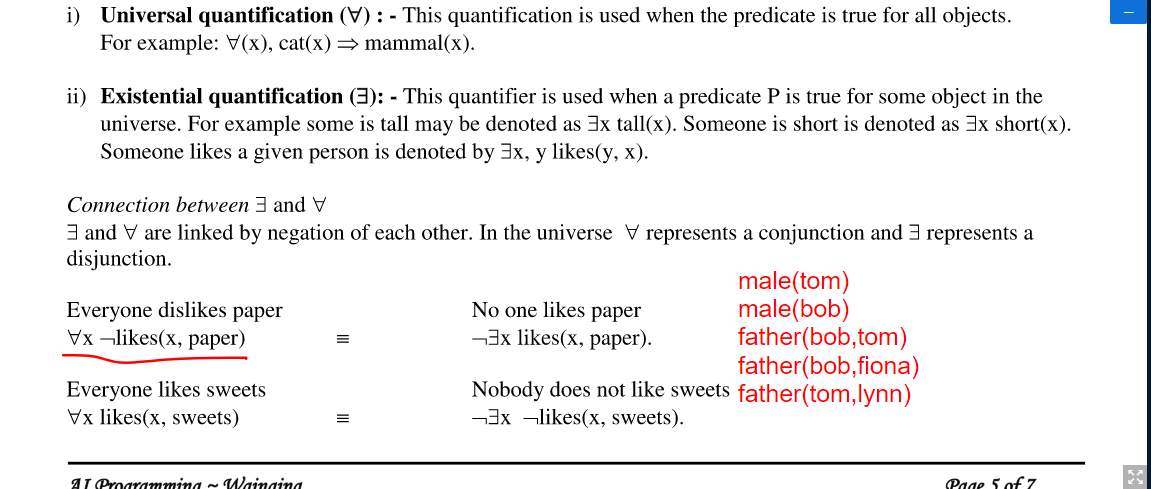 i) Universal quantification (∀) : - This quantification is used when the predicate is true for all objects.
For example: ∀(x), cat(x) ⇒ mammal(x).
ii) Existential quantification (∃): - This quantifier is used when a predicate P is true for some object in the
universe. For example some is tall may be denoted as ∃x tall(x). Someone is short is denoted as ∃x short(x).
Someone likes a given person is denoted by ∃x, y likes(y, x).
Connection between ∃ and ∀
∃ and ∀ are linked by negation of each other. In the universe ∀ represents a conjunction and ∃ represents a
disjunction.
male(tom)
Everyone dislikes paper No one likes paper male(bob)
∀x ¬likes(x, paper) ≡ ¬∃x likes(x, paper). father(bob,tom)
father(bob,fiona)
Everyone likes sweets Nobody does not like sweets father(tom,lynn)
∀x likes(x, sweets) ≡ ¬∃x ¬likes(x, sweets).
AI Programming ~ Wainaina Page 5 of 7